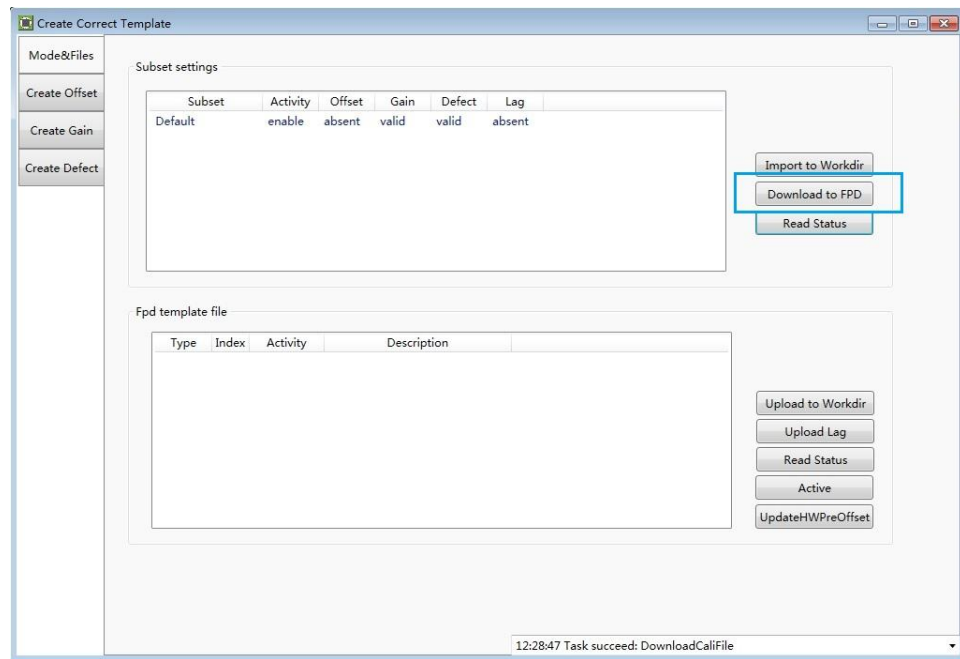 Create Correct Template
Mode&Files
Create Offset
Create Gain
Create Defect
Subset settings
Subset Activity Offset Gain Defect Lag
Default enable absent valid valid absent
Import to Workdir
Download to FPD
Read Status
Fpd template file
Type Index Activity Description
Upload to Workdir
Upload Lag
Read Status
Active
UpdateHWPreOffset
12:28:47 Task succeed: DownloadCaliFile